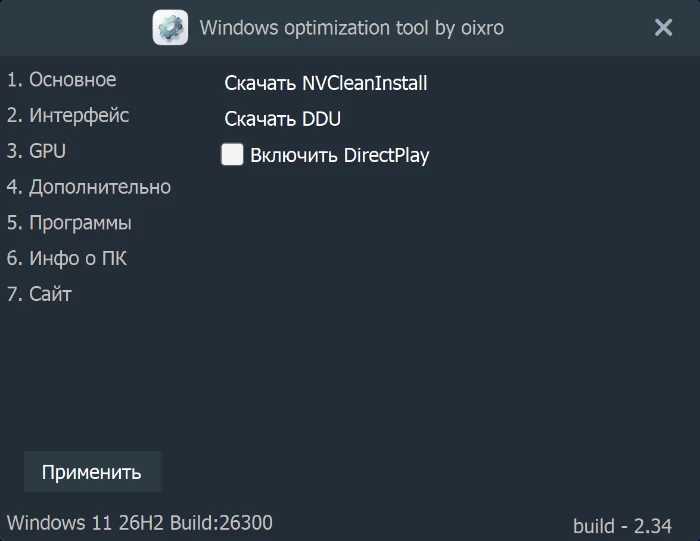 Windows optimization tool by oixro
1. Основное
2. Интерфейс
3. GPU
4. Дополнительно
5. Программы
6. Инфо о ПК
7. Сайт
Скачать NVCleanInstall
Скачать DDU
Включить DirectPlay
Применить
Windows 11 26H2 Build:26300
build - 2.34